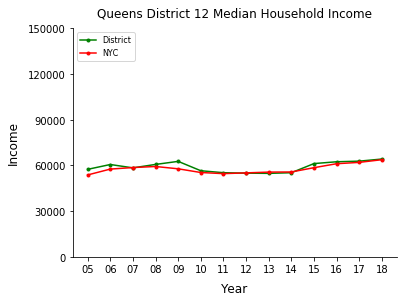 Queens District 12 Median Household Income
150000
120000
90000
60000
30000
0
Income
District
NYC
05 06 07 08 09 10 11 12 13 14 15 16 17 18
Year